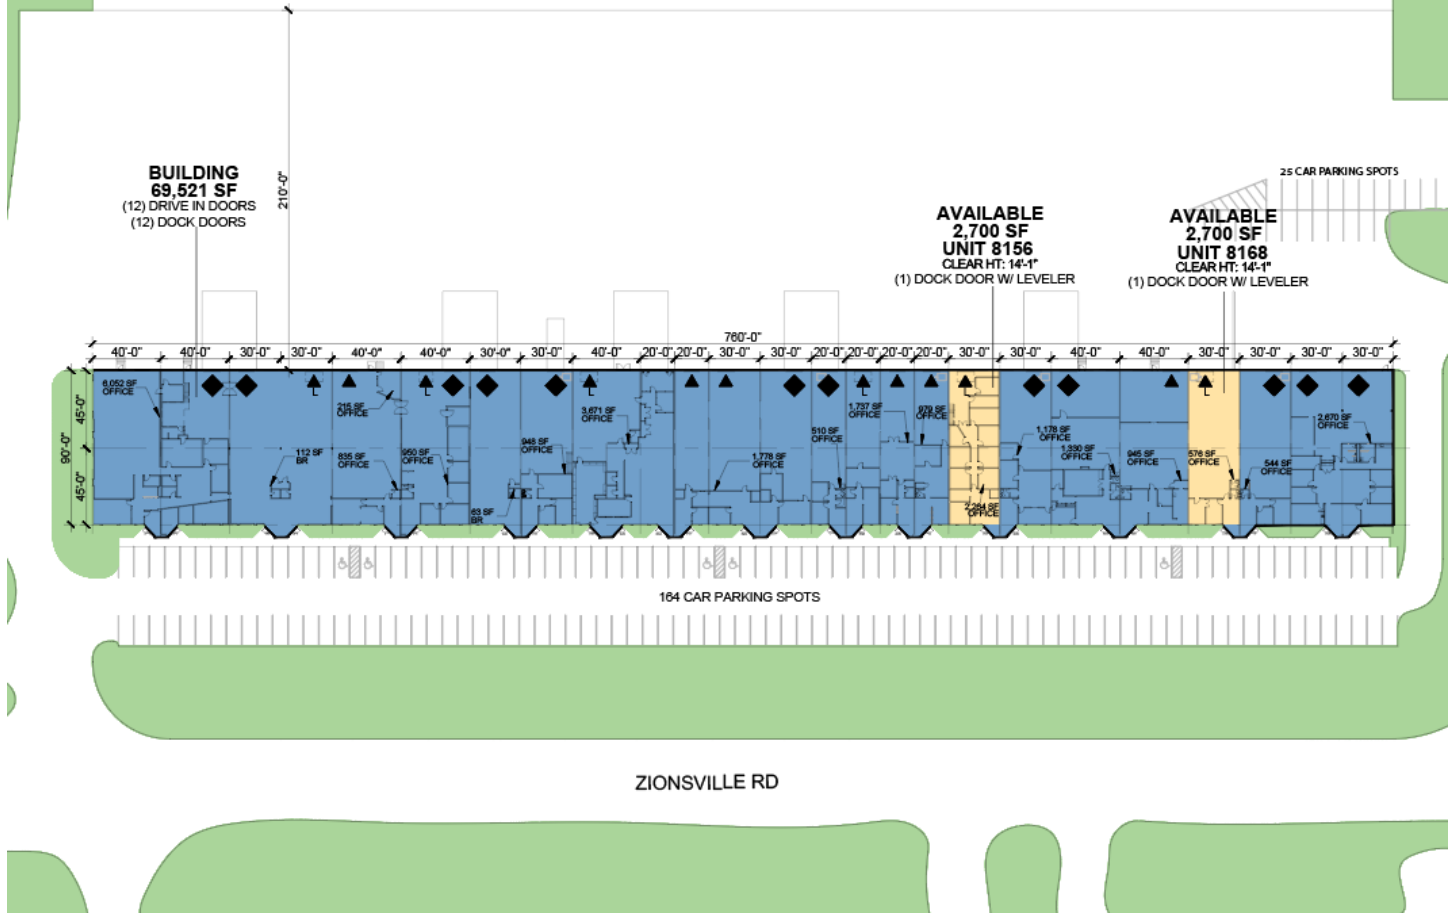 210'-0"
BUILDING
69,521 SF
(12) DRIVE IN DOORS
(12) DOCK DOORS
25 CAR PARKING SPOTS
AVAILABLE
2,700 SF
UNIT 8156
CLEAR HT: 14'-1"
(1) DOCK DOOR W/ LEVELER
AVAILABLE
2,700 SF
UNIT 8168
CLEAR HT: 14'-1"
(1) DOCK DOOR W/ LEVELER
760'-0"
40'-0" 40'-0" 30'-0" 30'-0" 40'-0" 40'-0" 30'-0" 30'-0" 40'-0" 20'-0" 20'-0" 30'-0" 30'-0" 20'-0" 20'-0" 20'-0" 20'-0" 30'-0" 30'-0" 40'-0" 40'-0" 30'-0" 30'-0" 30'-0"
90'-0"
45'-0"
45'-0"
6,052 SF
OFFICE
112 SF
BR
215 SF
OFFICE
835 SF
OFFICE
950 SF
OFFICE
63 SF
BR
948 SF
OFFICE
3,671 SF
OFFICE
1,778 SF
OFFICE
510 SF
OFFICE
1,737 SF
OFFICE
979 SF
OFFICE
2,264 SF
OFFICE
1,178 SF
OFFICE
1,330 SF
OFFICE
945 SF
OFFICE
576 SF
OFFICE
544 SF
OFFICE
2,670 SF
OFFICE
164 CAR PARKING SPOTS
ZIONSVILLE RD